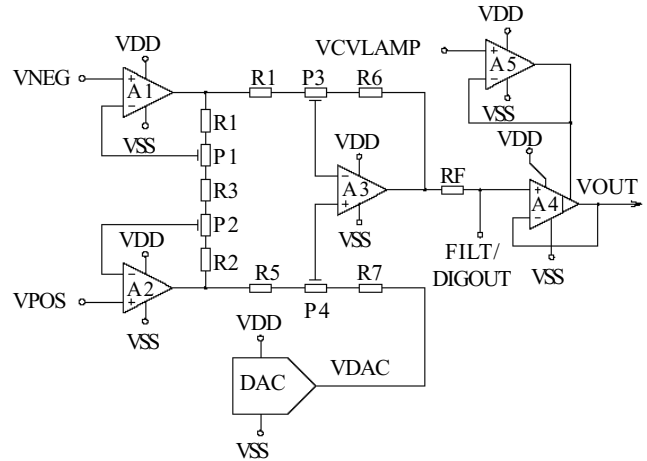 VDD
VNEG
+
A1
−
VSS
R1
P3
R6
R1
P1
R3
P2
R2
VDD
−
A2
+
VPOS
VSS
R5
P4
R7
VDD
−
A3
+
VSS
RF
FILT/
DIGOUT
VDD
DAC
VDAC
VSS
VCVLAMP
VDD
+
A5
−
VSS
VDD
+
A4
−
VOUT
VSS